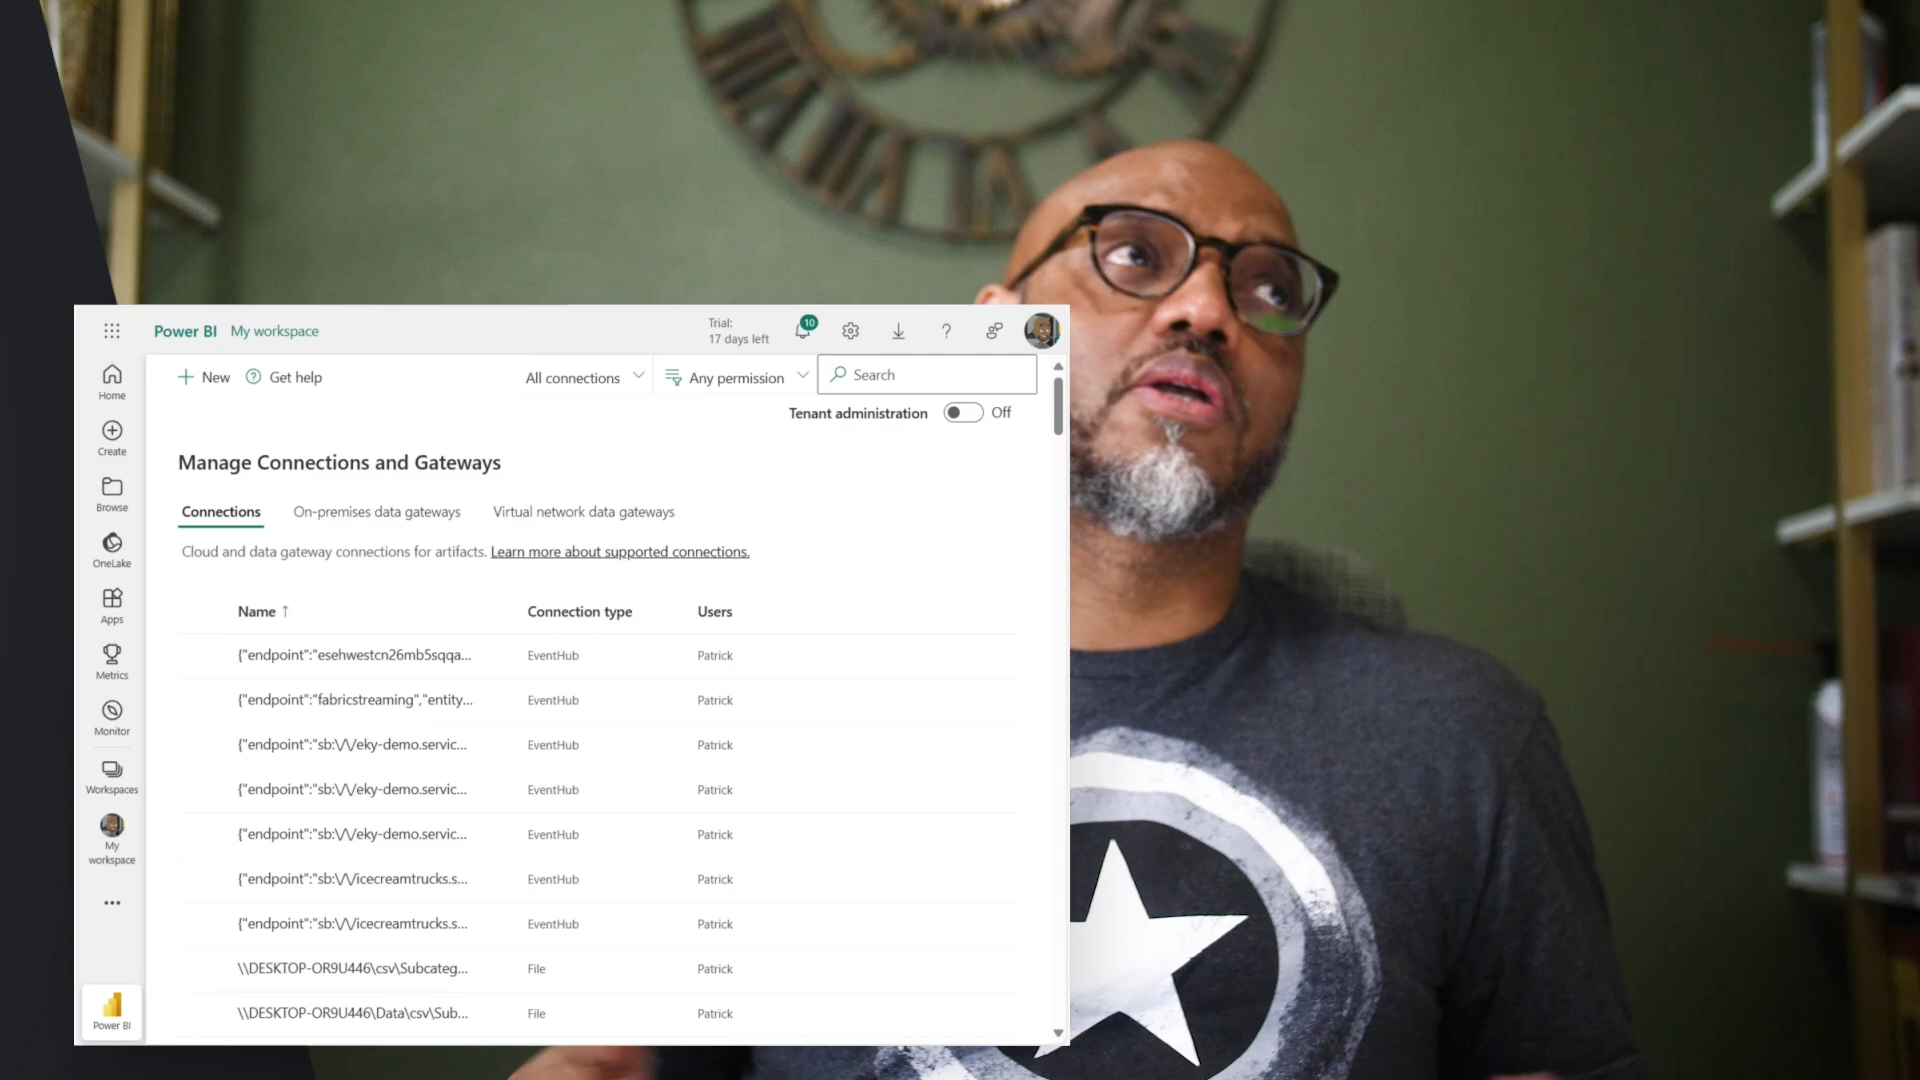 Power BI My workspace
Trial:
17 days left
10
Home
Create
Browse
OneLake
Apps
Metrics
Monitor
Workspaces
My
workspace
Power BI
New Get help All connections Any permission Search
Tenant administration Off
Manage Connections and Gateways
Connections On-premises data gateways Virtual network data gateways
Cloud and data gateway connections for artifacts. Learn more about supported connections.
Name ↑ Connection type Users
{"endpoint":"esehwestcn26mb5sqqa... EventHub Patrick
{"endpoint":"fabricstreaming","entity... EventHub Patrick
{"endpoint":"sb:\/\/eky-demo.servic... EventHub Patrick
{"endpoint":"sb:\/\/eky-demo.servic... EventHub Patrick
{"endpoint":"sb:\/\/eky-demo.servic... EventHub Patrick
{"endpoint":"sb:\/\/icecreamtrucks.s... EventHub Patrick
{"endpoint":"sb:\/\/icecreamtrucks.s... EventHub Patrick
\\DESKTOP-OR9U446\csv\Subcateg... File Patrick
\\DESKTOP-OR9U446\Data\csv\Sub... File Patrick